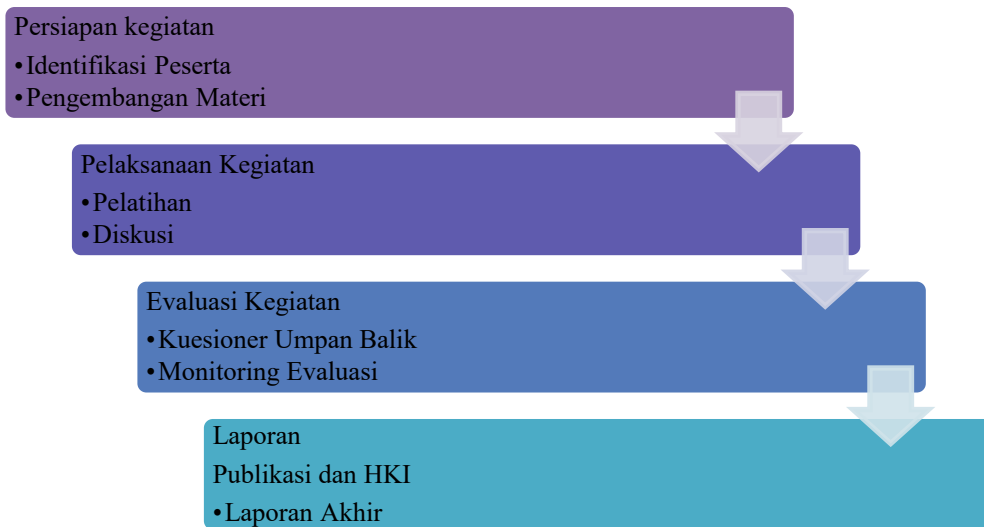 Persiapan kegiatan
•Identifikasi Peserta
•Pengembangan Materi
Pelaksanaan Kegiatan
•Pelatihan
•Diskusi
Evaluasi Kegiatan
•Kuesioner Umpan Balik
•Monitoring Evaluasi
Laporan
Publikasi dan HKI
•Laporan Akhir